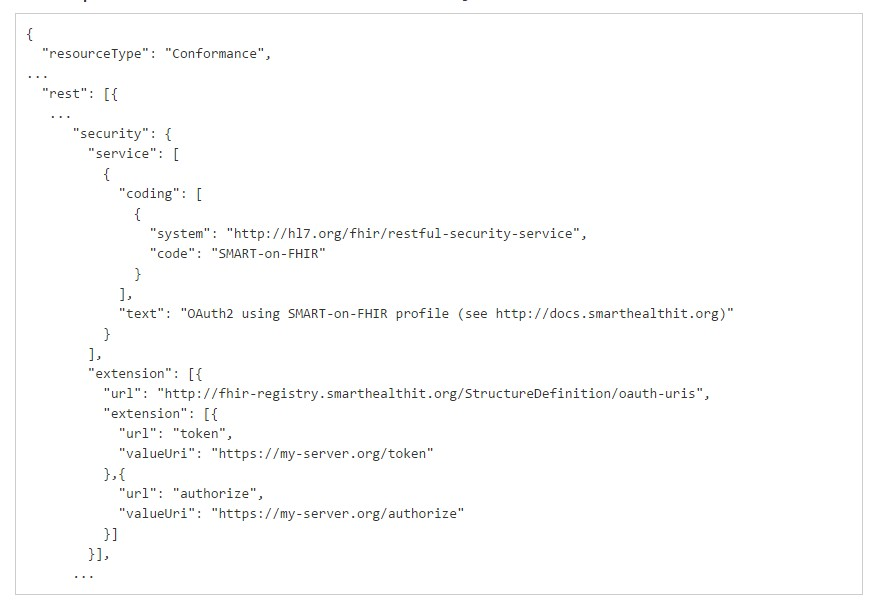 {
  "resourceType": "Conformance",
...
  "rest": [{
   ...
      "security": {
        "service": [
          {
            "coding": [
              {
                "system": "http://hl7.org/fhir/restful-security-service",
                "code": "SMART-on-FHIR"
              }
            ],
            "text": "OAuth2 using SMART-on-FHIR profile (see http://docs.smarthealthit.org)"
          }
        ],
        "extension": [{
          "url": "http://fhir-registry.smarthealthit.org/StructureDefinition/oauth-uris",
          "extension": [{
            "url": "token",
            "valueUri": "https://my-server.org/token"
          },{
            "url": "authorize",
            "valueUri": "https://my-server.org/authorize"
          }]
        }],
      ...